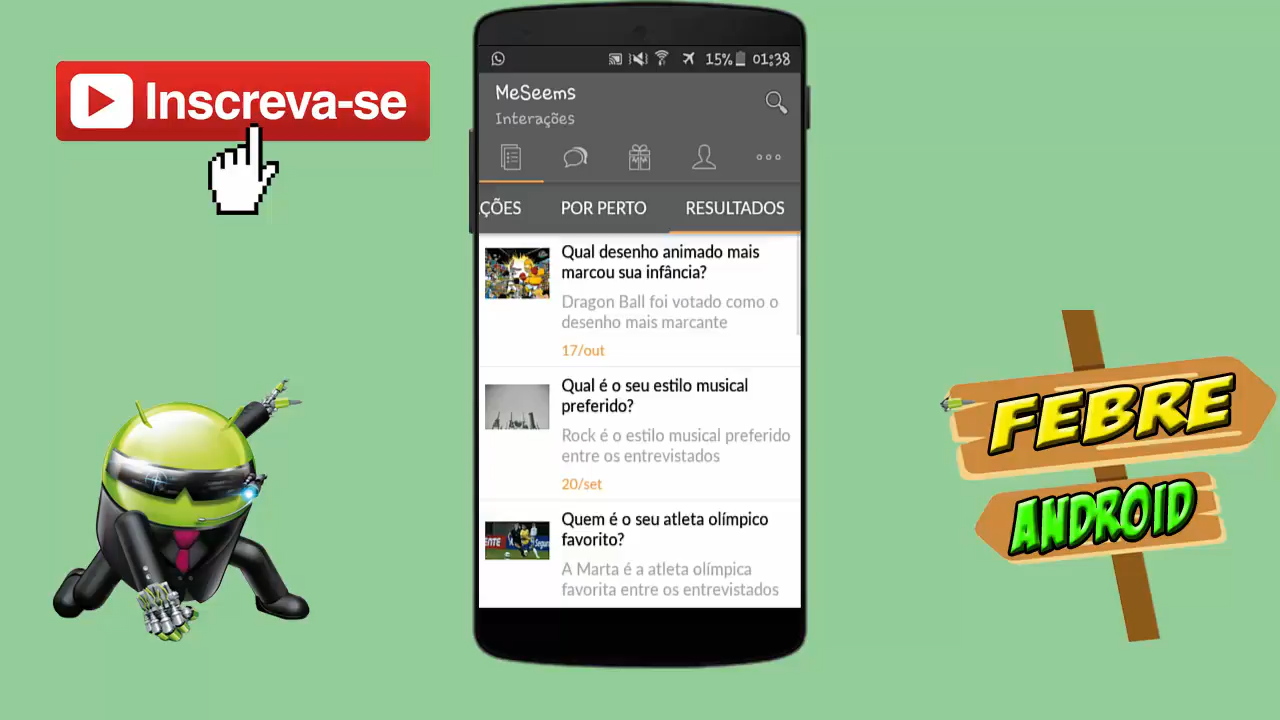 Inscreva-se
15% 01:38
MeSeems
Interações
ÇÕES POR PERTO RESULTADOS
Qual desenho animado mais
marcou sua infância?
Dragon Ball foi votado como o
desenho mais marcante
17/out
Qual é o seu estilo musical
preferido?
Rock é o estilo musical preferido
entre os entrevistados
20/set
Quem é o seu atleta olímpico
favorito?
A Marta é a atleta olímpica
favorita entre os entrevistados
FEBRE
ANDROID